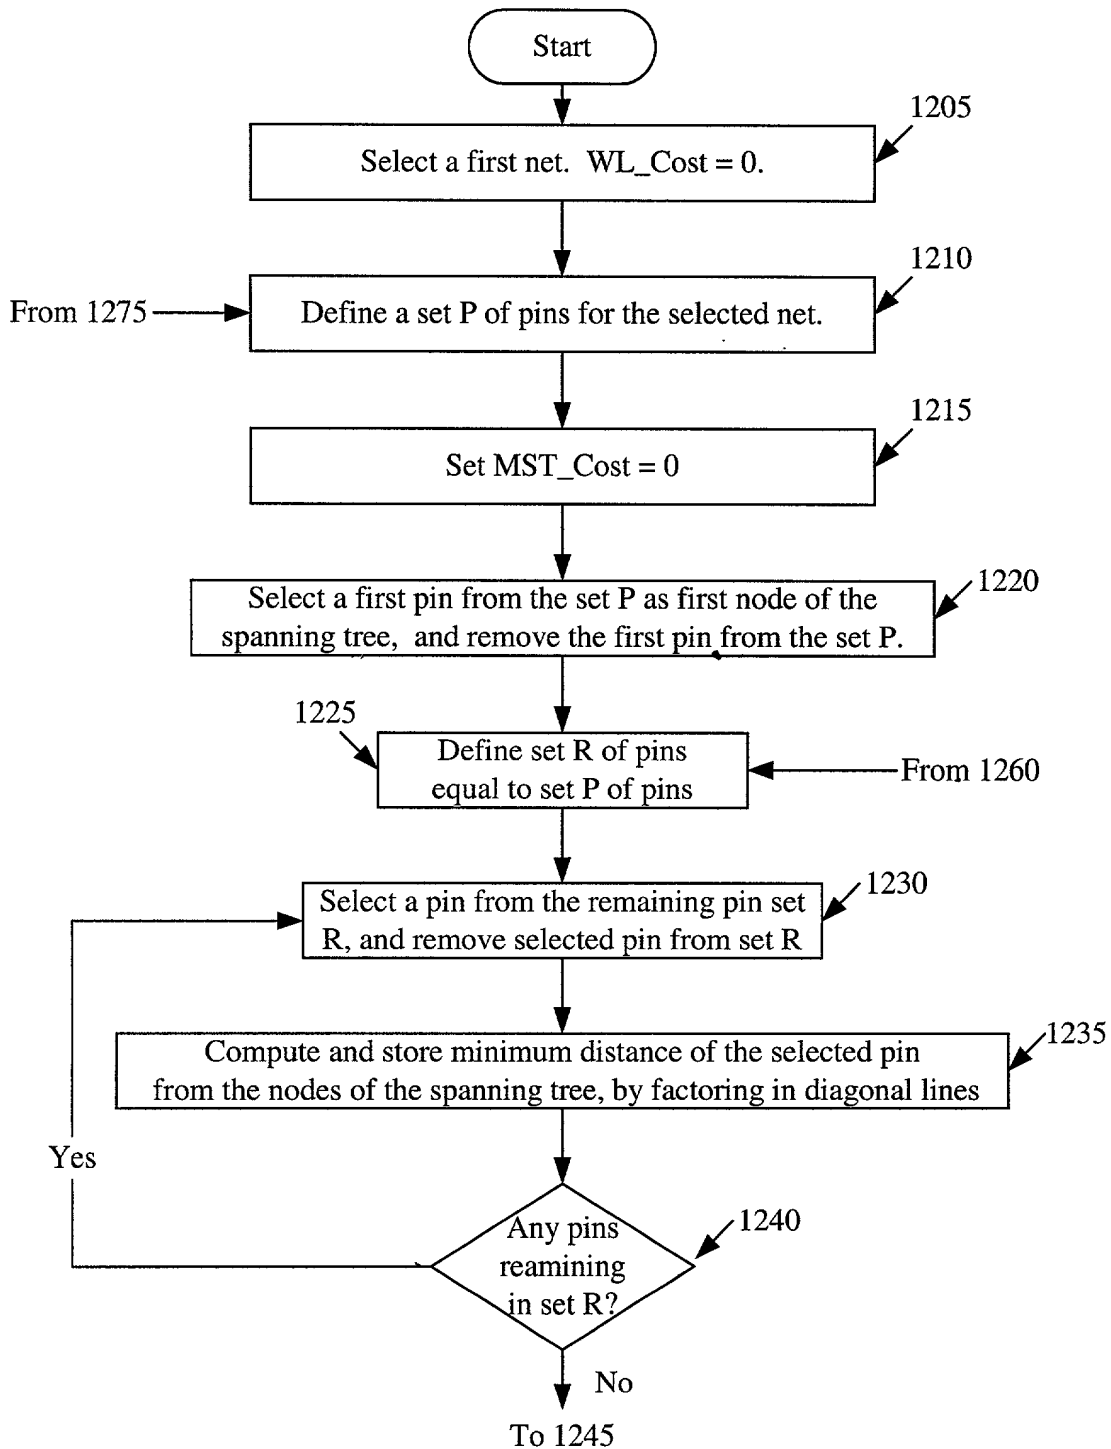 Start
1205
Select a first net. WL_Cost = 0.
1210
From 1275
Define a set P of pins for the selected net.
1215
Set MST_Cost = 0
1220
Select a first pin from the set P as first node of the
spanning tree, and remove the first pin from the set P.
1225
Define set R of pins
equal to set P of pins
From 1260
1230
Select a pin from the remaining pin set
R, and remove selected pin from set R
1235
Compute and store minimum distance of the selected pin
from the nodes of the spanning tree, by factoring in diagonal lines
Yes
1240
Any pins
reamining
in set R?
No
To 1245